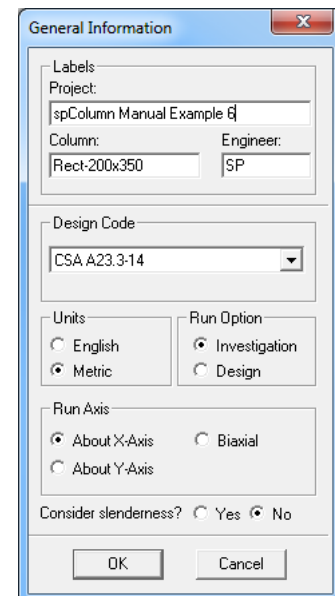 General Information
Labels
Project:
spColumn Manual Example 6
Column: Engineer:
Rect-200x350 SP
Design Code
CSA A23.3-14
Units Run Option
English Investigation
Metric Design
Run Axis
About X-Axis Biaxial
About Y-Axis
Consider slenderness? Yes No
OK Cancel